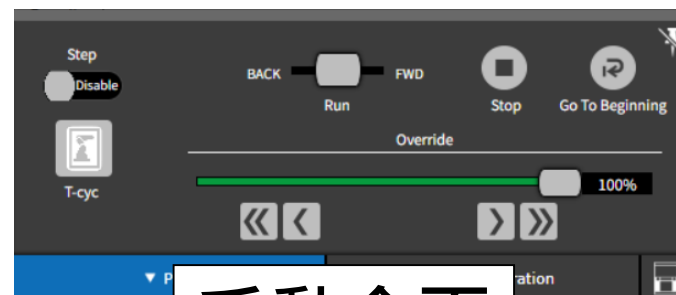 Step
Disable
BACK
FWD
Run
Stop
Go To Beginning
Override
T-cyc
100%
P
ration